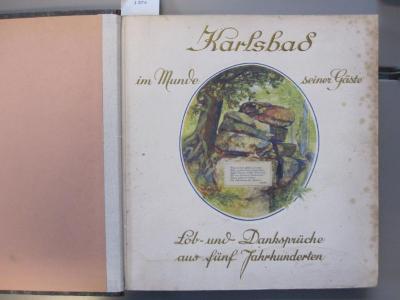 Karlsbad
im Munde seiner Gäste
Lob- und Danksprüche
aus fünf Jahrhunderten